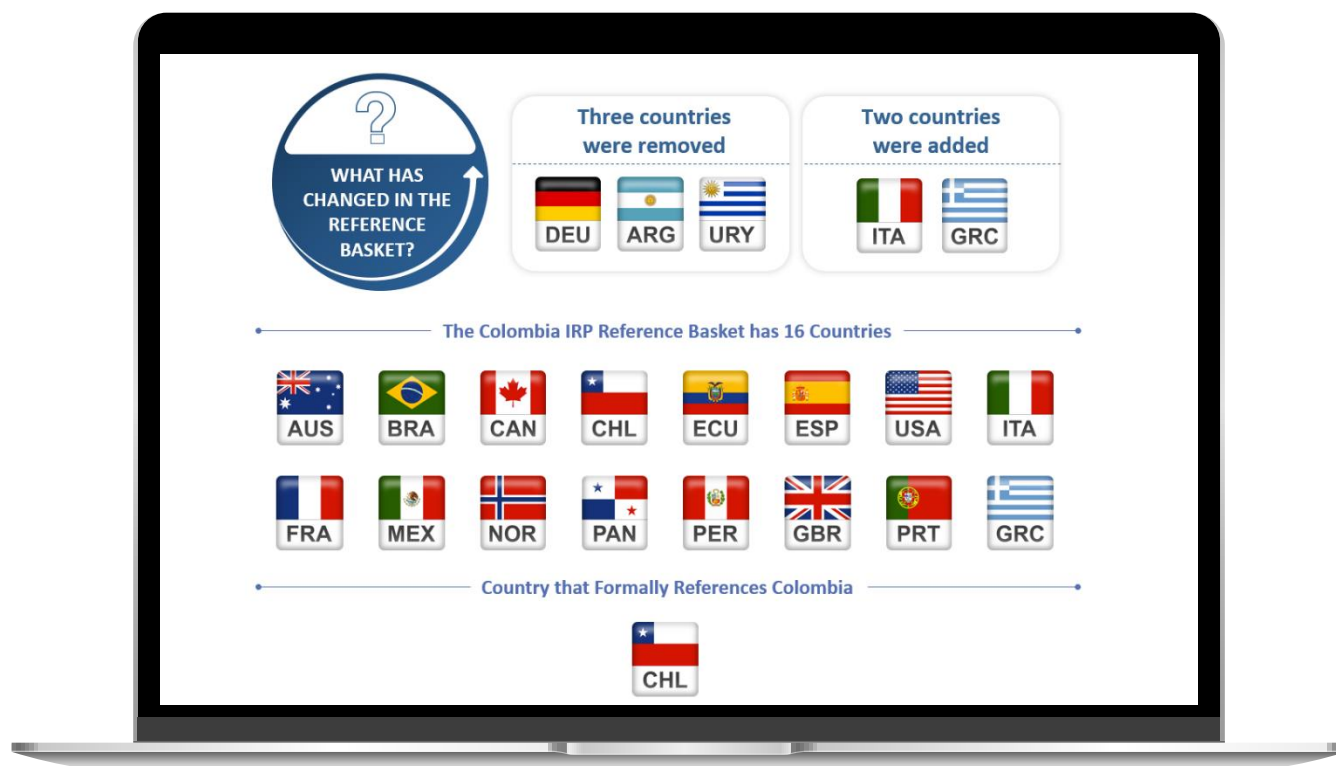 ?
WHAT HAS
CHANGED IN THE
REFERENCE
BASKET?
Three countries
were removed
DEU ARG URY
Two countries
were added
ITA GRC
The Colombia IRP Reference Basket has 16 Countries
AUS BRA CAN CHL ECU ESP USA ITA
FRA MEX NOR PAN PER GBR PRT GRC
Country that Formally References Colombia
CHL